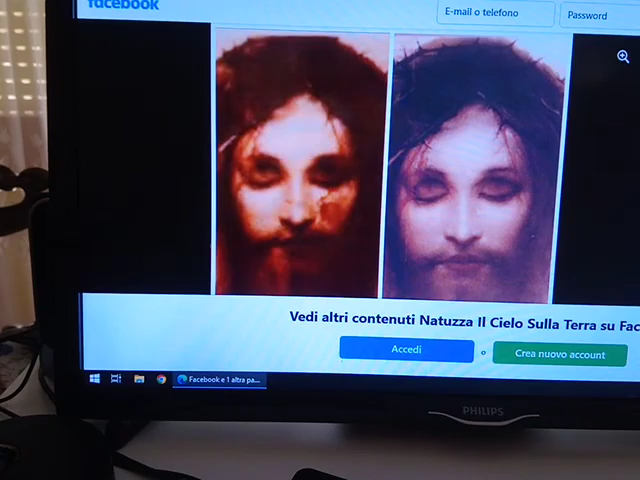 facebook
E-mail o telefono
Password
Vedi altri contenuti Natuzza Il Cielo Sulla Terra su Fac
Accedi
o
Crea nuovo account
Facebook e 1 altra pa...
PHILIPS